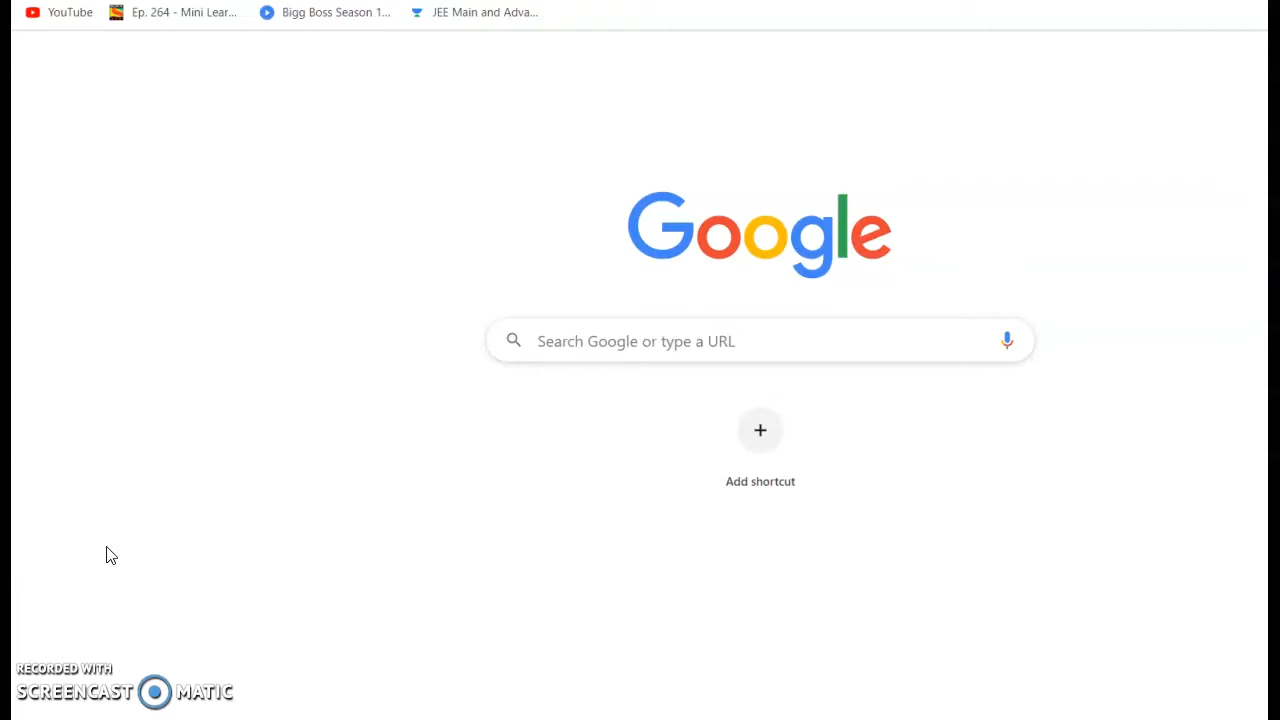 YouTube Ep. 264 - Mini Lear... Bigg Boss Season 1... JEE Main and Adva...
Google
Search Google or type a URL
+
Add shortcut
RECORDED WITH
SCREENCAST MATIC